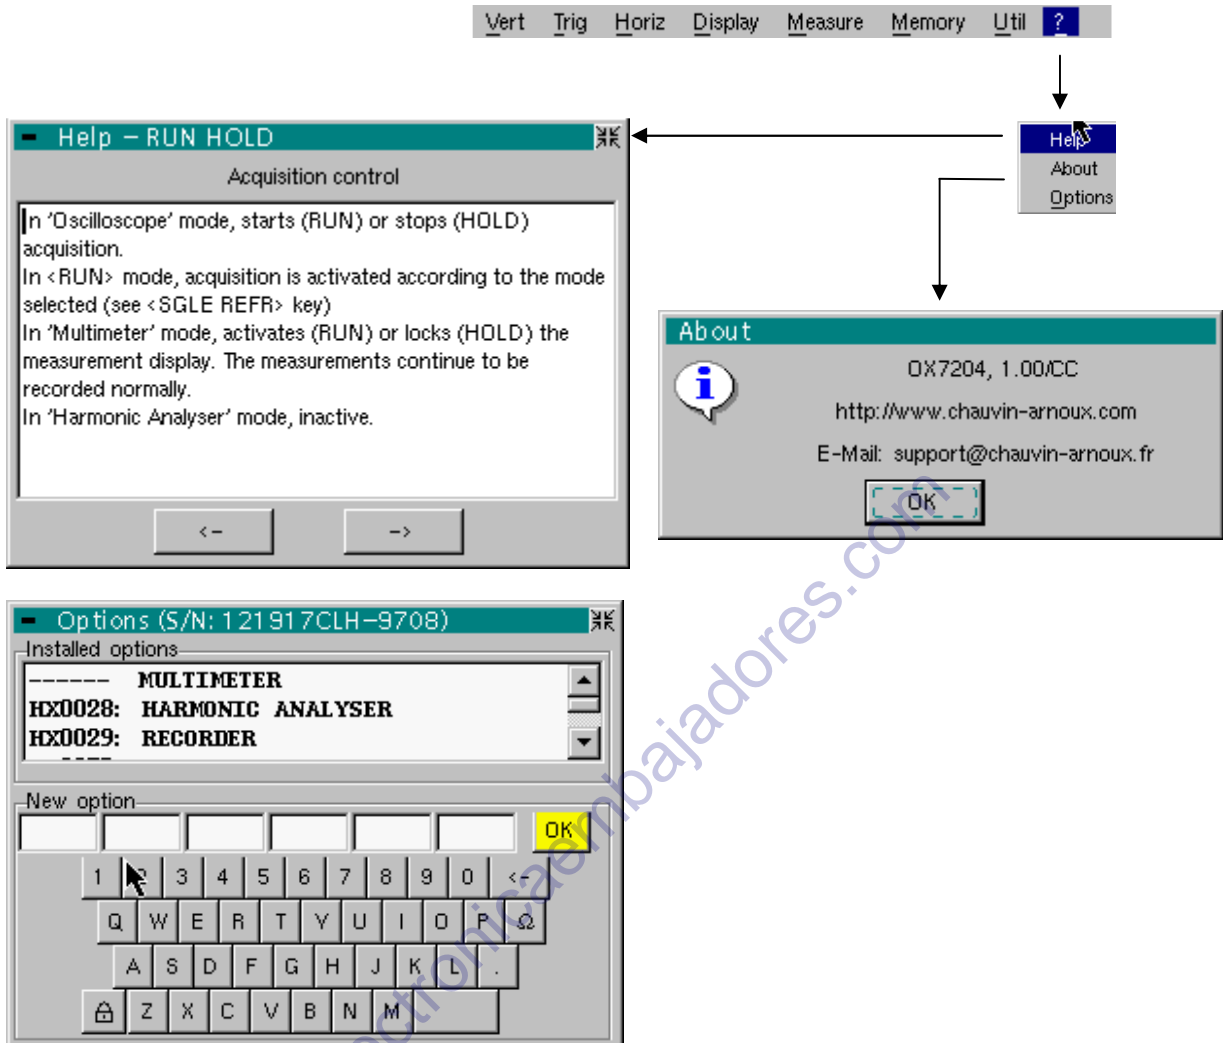 Vert Trig Horiz Display Measure Memory Util ?
Help
About
Options
Help – RUN HOLD
Acquisition control
In 'Oscilloscope' mode, starts (RUN) or stops (HOLD)
acquisition.
In <RUN> mode, acquisition is activated according to the mode
selected (see <SGLE REFR> key)
In 'Multimeter' mode, activates (RUN) or locks (HOLD) the
measurement display. The measurements continue to be
recorded normally.
In 'Harmonic Analyser' mode, inactive.
<- ->
About
OX7204, 1.00/CC
http://www.chauvin-arnoux.com
E-Mail: support@chauvin-arnoux.fr
OK
Options (S/N: 121917CLH-9708)
Installed options
------ MULTIMETER
HX0028: HARMONIC ANALYSER
HX0029: RECORDER
New option
OK
1 2 3 4 5 6 7 8 9 0 <-
Q W E R T Y U I O P Ω
A S D F G H J K L .
Z X C V B N M
ectronicaembajadores.com